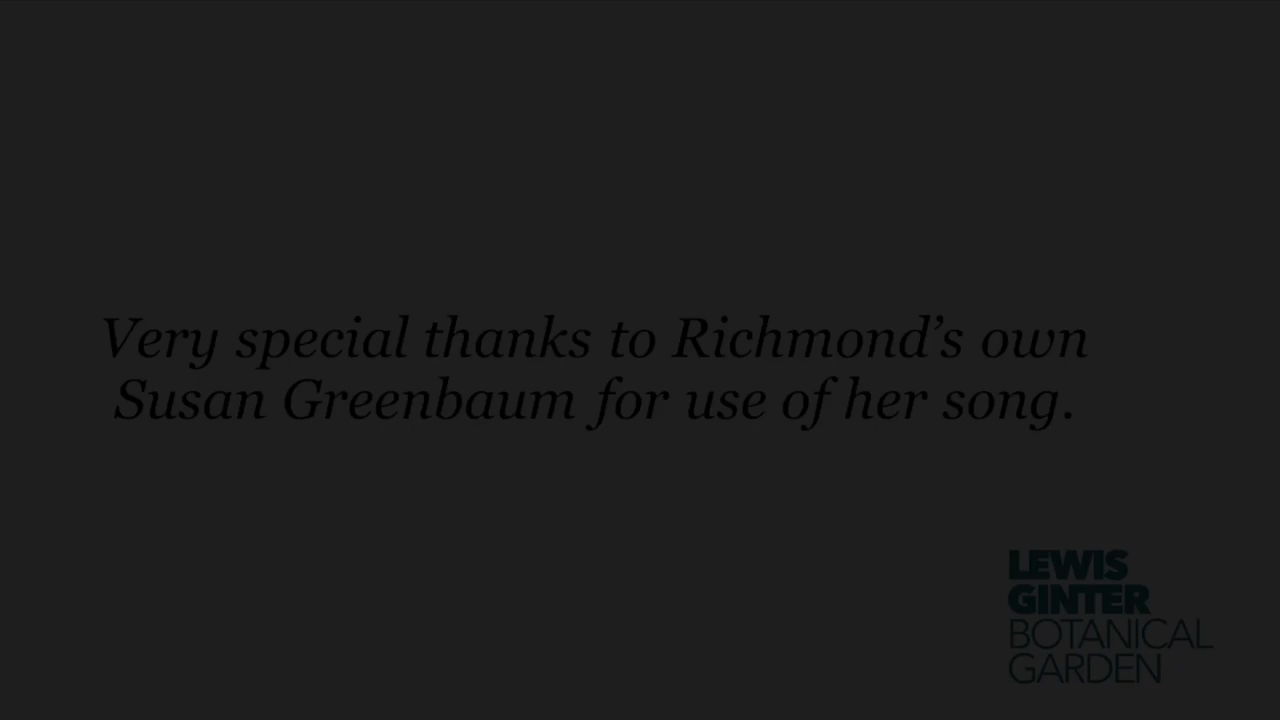 Very special thanks to Richmond’s own
Susan Greenbaum for use of her song.
LEWIS
GINTER
BOTANICAL
GARDEN